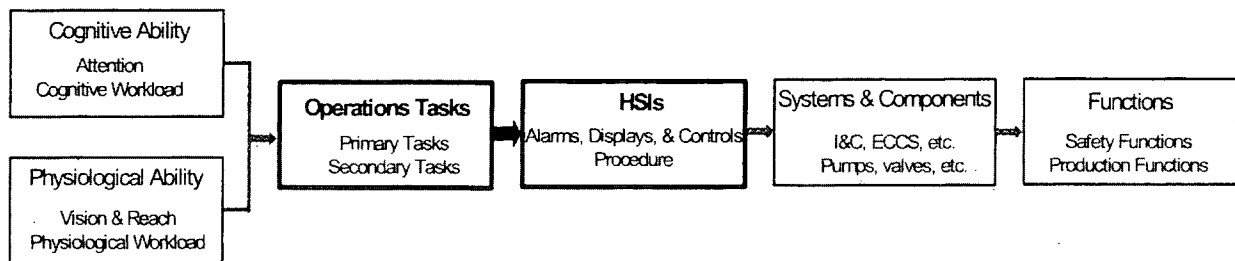 Cognitive Ability
Attention
Cognitive Workload
Physiological Ability
Vision & Reach
Physiological Workload
Operations Tasks
Primary Tasks
Secondary Tasks
HSIs
Alarms, Displays, & Controls
Procedure
Systems & Components
I&C, ECCS, etc.
Pumps, valves, etc.
Functions
Safety Functions
Production Functions